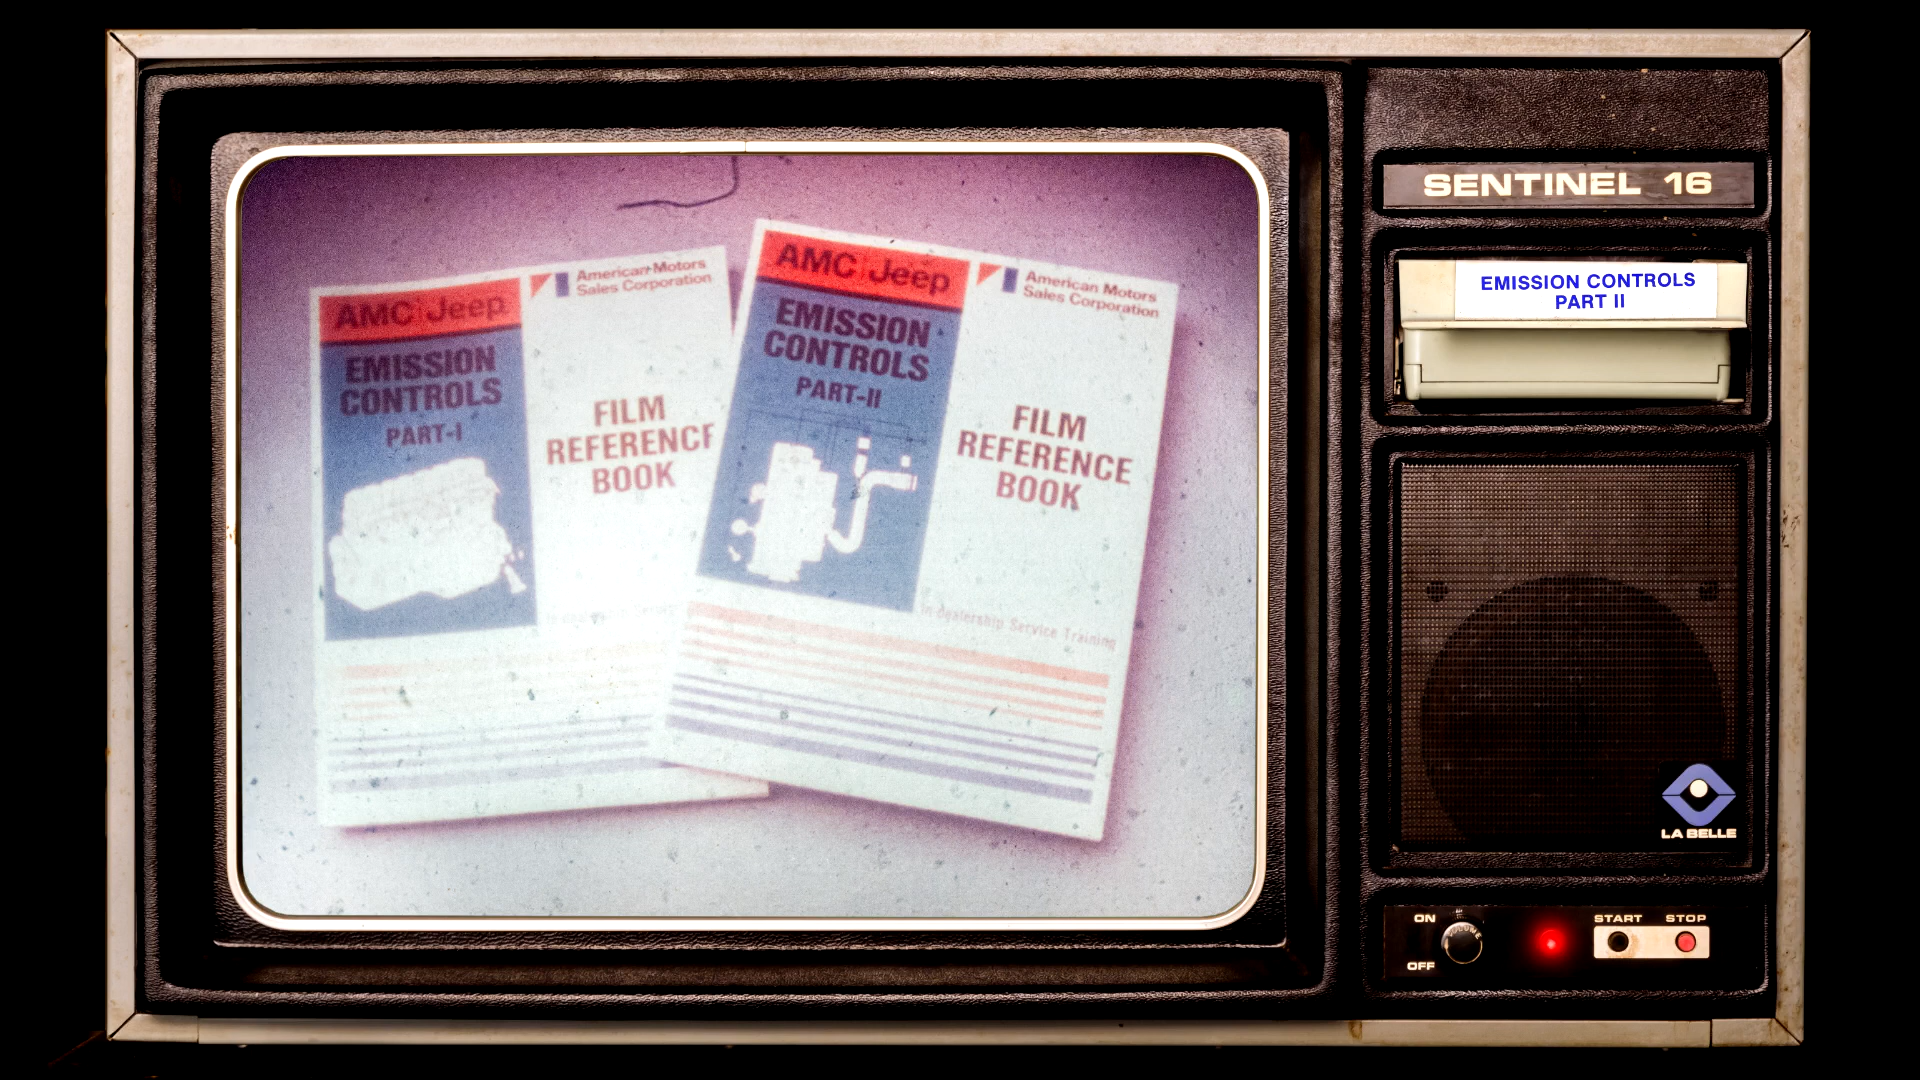 AMC Jeep
American Motors
Sales Corporation
EMISSION
CONTROLS
PART-I
FILM
REFERENCE
BOOK
AMC Jeep
American Motors
Sales Corporation
EMISSION
CONTROLS
PART-II
FILM
REFERENCE
BOOK
In-Dealership Service Training
SENTINEL 16
EMISSION CONTROLS
PART II
LA BELLE
ON
OFF
VOLUME
START
STOP